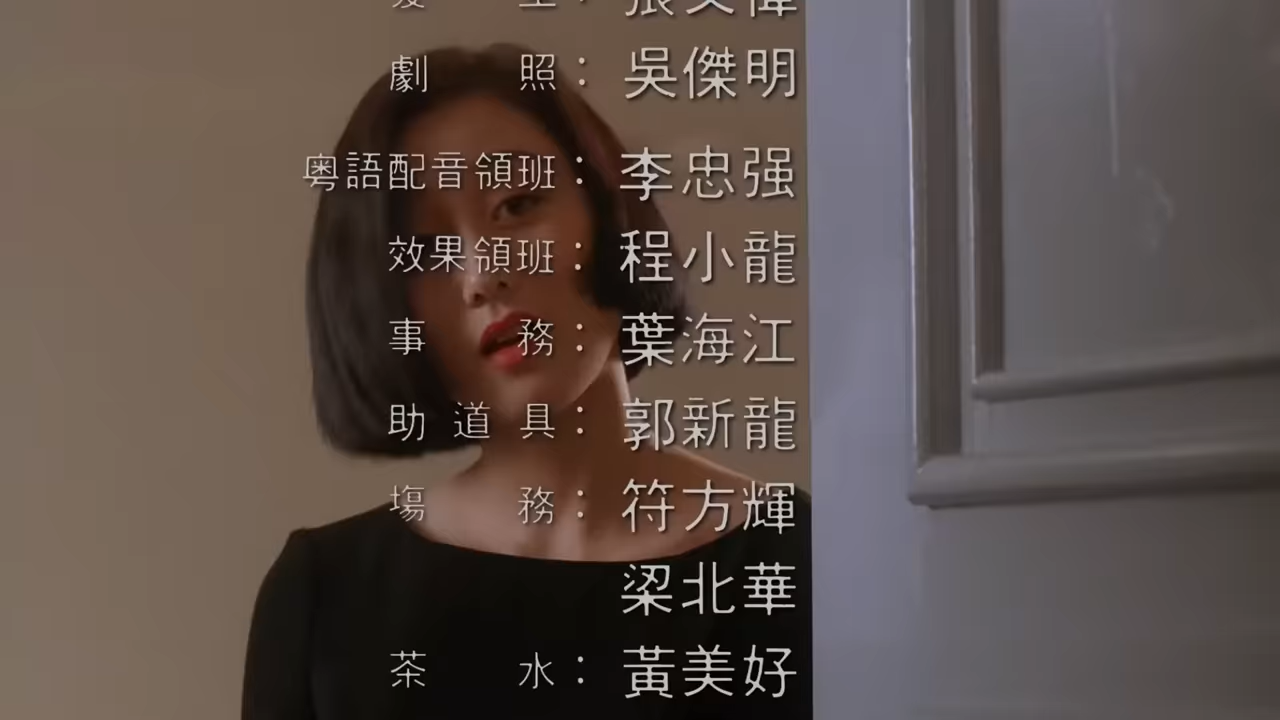 劇照：吳傑明
粵語配音領班：李忠强
效果領班：程小龍
事務：葉海江
助道具：郭新龍
塲務：符方輝
梁北華
茶水：黃美好